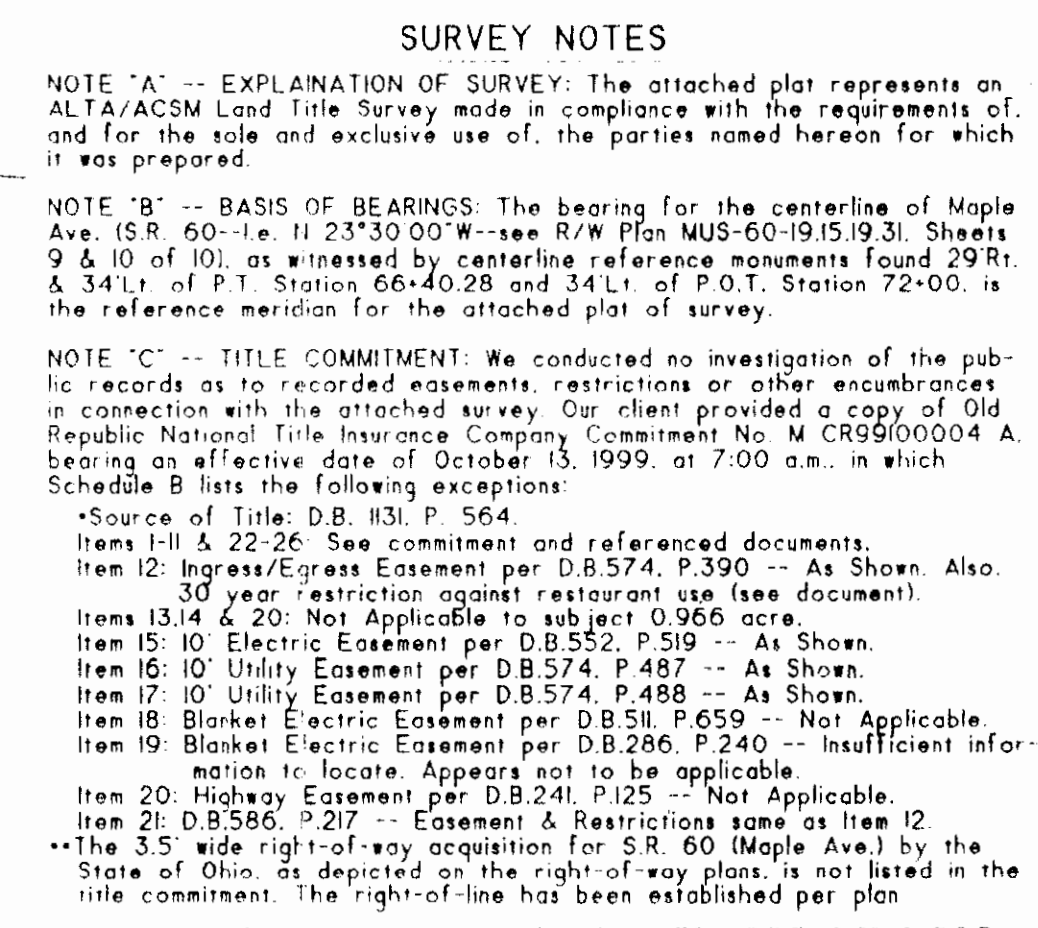 SURVEY NOTES
NOTE "A" -- EXPLAINATION OF SURVEY: The attached plat represents an
ALTA/ACSM Land Title Survey made in compliance with the requirements of,
and for the sole and exclusive use of, the parties named hereon for which
it was prepared.
NOTE "B" -- BASIS OF BEARINGS: The bearing for the centerline of Maple
Ave. (S.R. 60--I.e. N 23°30'00"W--see R/W Plan MUS-60-19.15,19.31, Sheets
9 & 10 of 10), as witnessed by centerline reference monuments found 29'Rt.
& 34'Lt. of P.T. Station 66+40.28 and 34'Lt. of P.O.T. Station 72+00, is
the reference meridian for the attached plat of survey.
NOTE "C" -- TITLE COMMITMENT: We conducted no investigation of the pub-
lic records as to recorded easements, restrictions or other encumbrances
in connection with the attached survey. Our client provided a copy of Old
Republic National Title Insurance Company Commitment No. M CR99100004 A,
bearing an effective date of October 13, 1999, at 7:00 a.m., in which
Schedule B lists the following exceptions:
•Source of Title: D.B. 1131, P. 564.
Items 1-11 & 22-26: See commitment and referenced documents.
Item 12: Ingress/Egress Easement per D.B.574, P.390 -- As Shown. Also,
30 year restriction against restaurant use (see document).
Items 13,14 & 20: Not Applicable to subject 0.966 acre.
Item 15: 10' Electric Easement per D.B.552, P.519 -- As Shown.
Item 16: 10' Utility Easement per D.B.574, P.487 -- As Shown.
Item 17: 10' Utility Easement per D.B.574, P.488 -- As Shown.
Item 18: Blanket Electric Easement per D.B.511, P.659 -- Not Applicable.
Item 19: Blanket Electric Easement per D.B.286, P.240 -- Insufficient infor-
mation to locate. Appears not to be applicable.
Item 20: Highway Easement per D.B.241, P.125 -- Not Applicable.
Item 21: D.B.586, P.217 -- Easement & Restrictions same as Item 12.
••The 3.5' wide right-of-way acquisition for S.R. 60 (Maple Ave.) by the
State of Ohio, as depicted on the right-of-way plans, is not listed in the
title commitment. The right-of-line has been established per plan